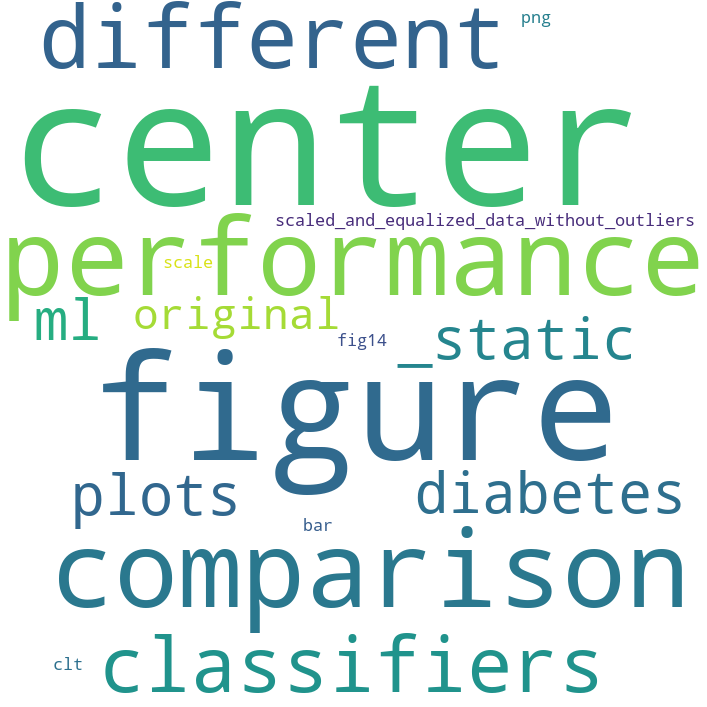 different
png
center
scaled_and_equalized_data_without_outliers
performance
scale
ml
original
_static
fig14
figure
plots
diabetes
bar
comparison
clt
classifiers